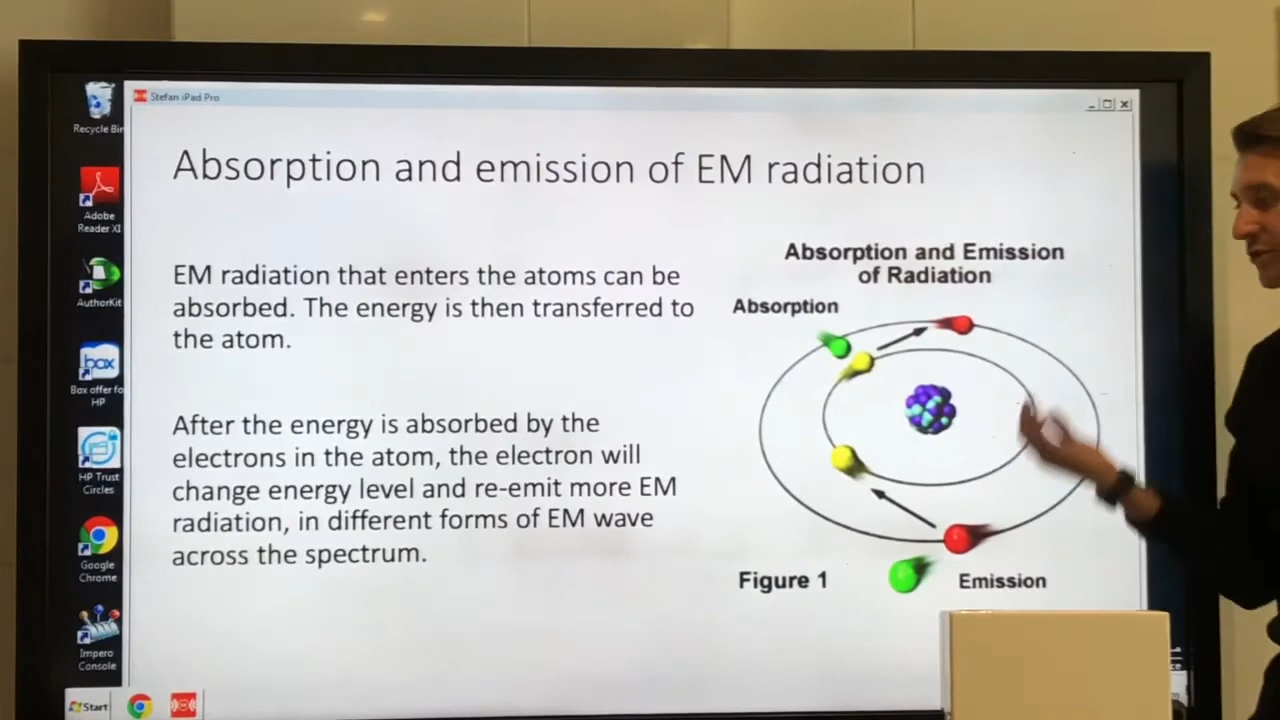 Stefan iPad Pro
Recycle Bin
Adobe
Reader XI
AuthorKit
Box offer fo
HP
HP Trust
Circles
Google
Chrome
Impero
Console
Start
box
Absorption and emission of EM radiation
EM radiation that enters the atoms can be
absorbed. The energy is then transferred to
the atom.
After the energy is absorbed by the
electrons in the atom, the electron will
change energy level and re-emit more EM
radiation, in different forms of EM wave
across the spectrum.
Absorption and Emission
of Radiation
Absorption
Figure 1
Emission